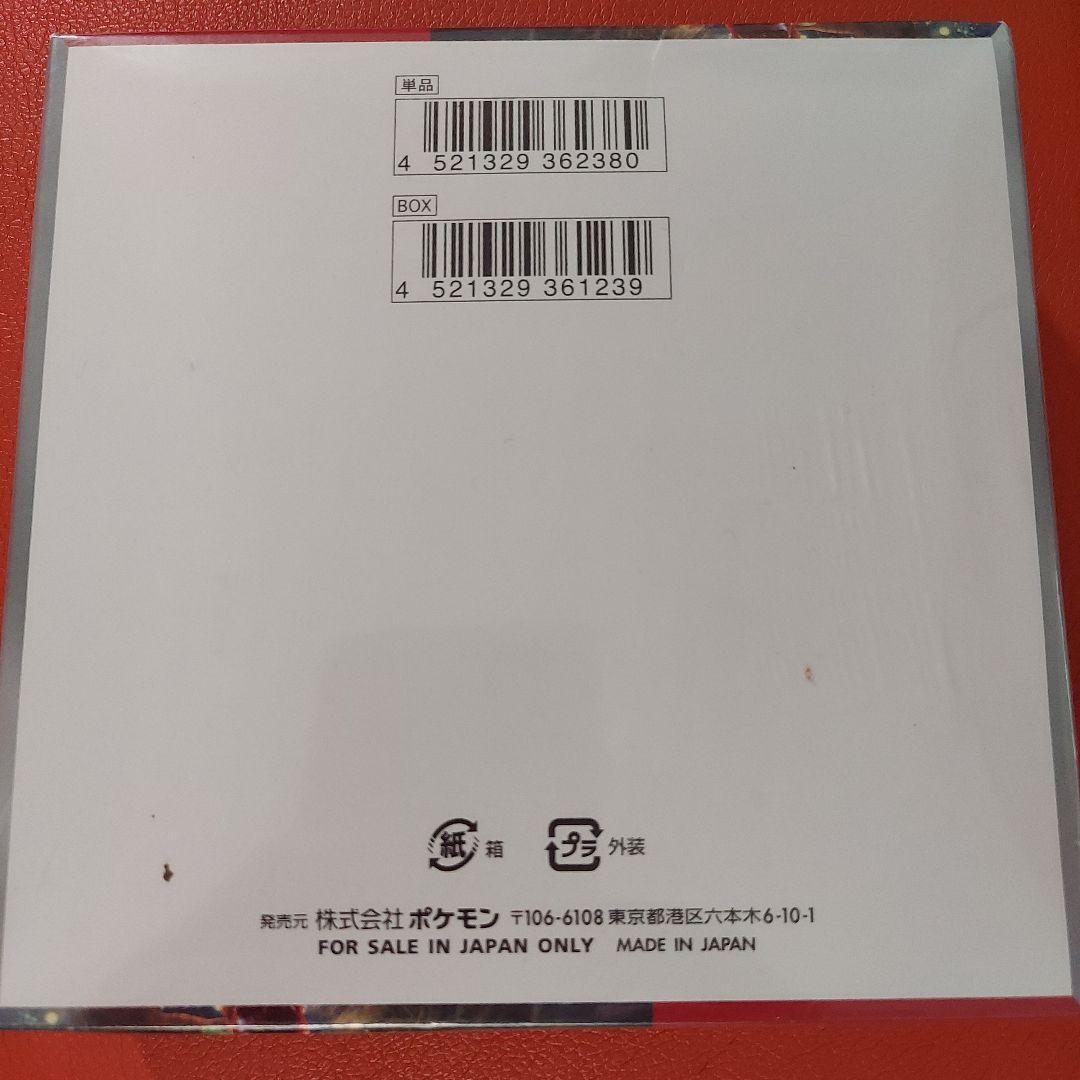 単品
4 521329 362380
BOX
4 521329 361239
紙 箱 プラ 外装
発売元 株式会社 ポケモン 〒106-6108 東京都港区六本木6-10-1
FOR SALE IN JAPAN ONLY MADE IN JAPAN